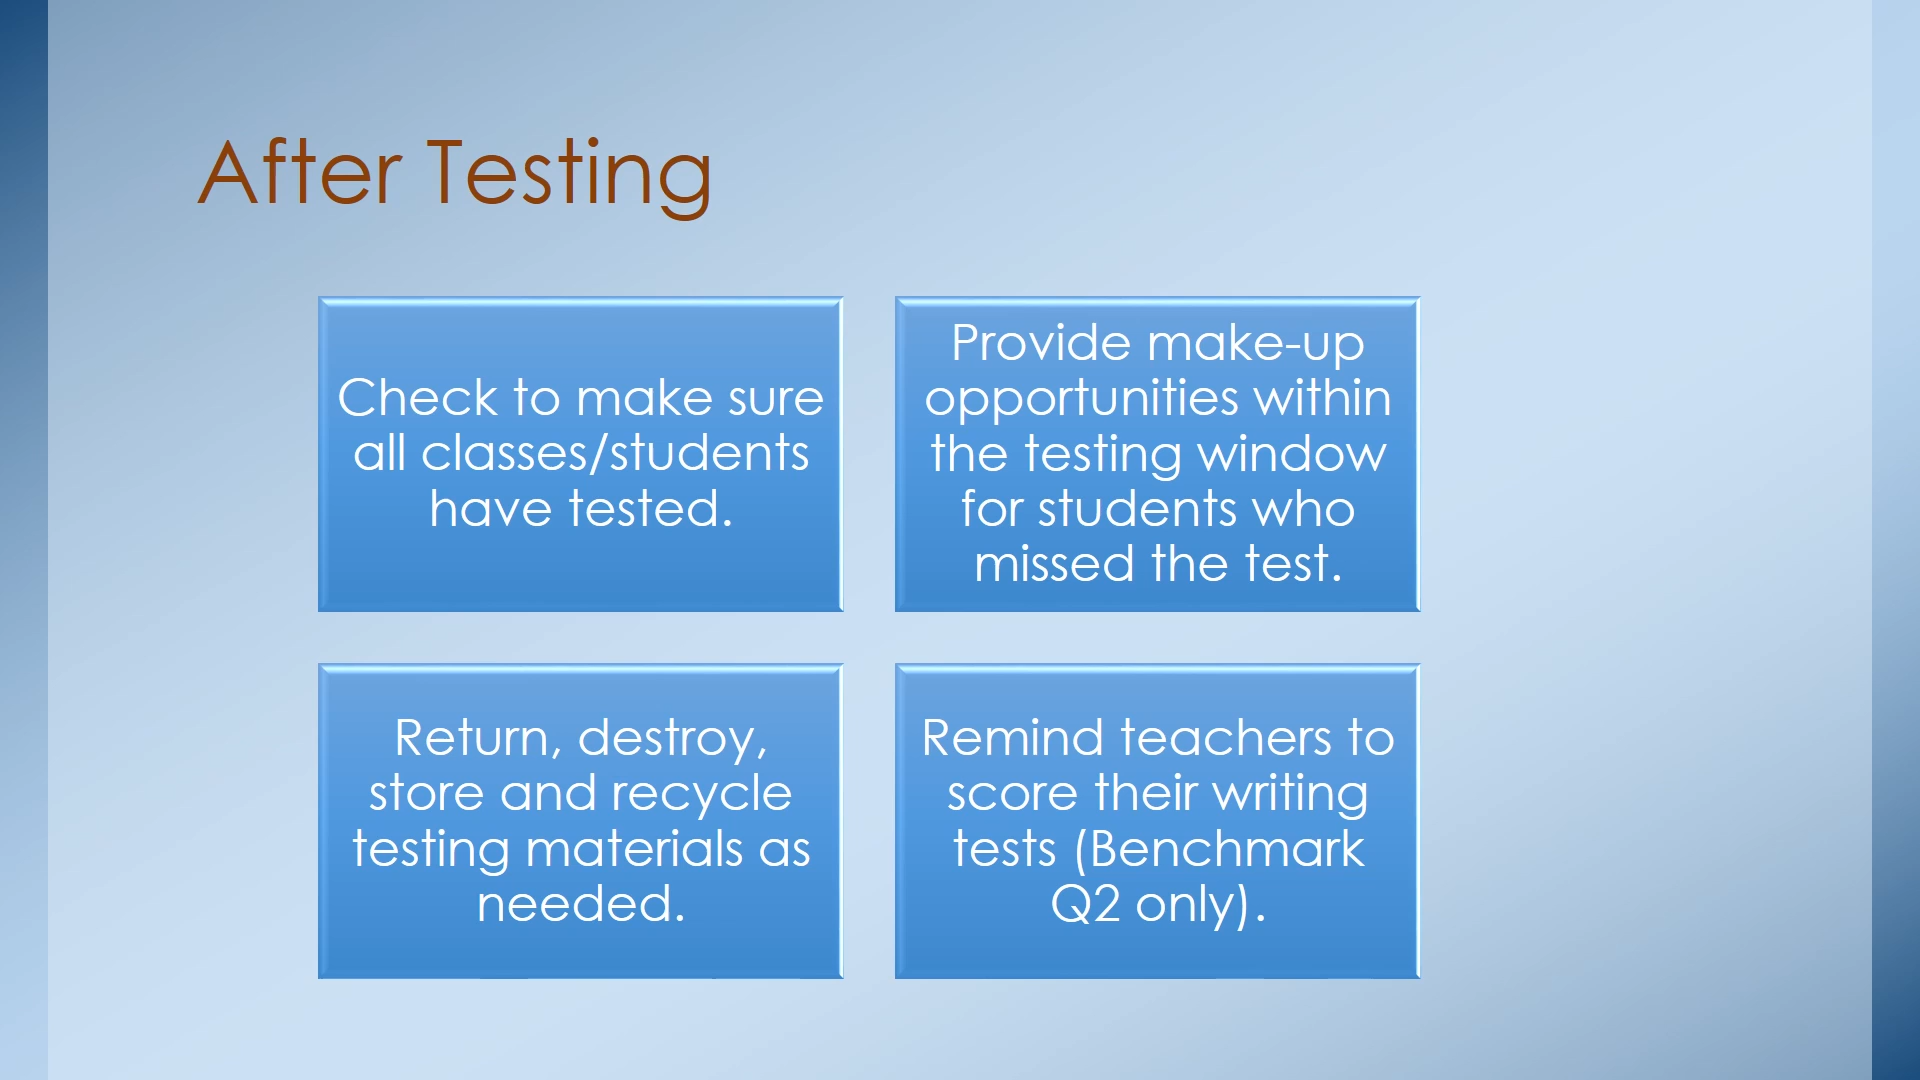 After Testing
Check to make sure
all classes/students
have tested.
Provide make-up
opportunities within
the testing window
for students who
missed the test.
Return, destroy,
store and recycle
testing materials as
needed.
Remind teachers to
score their writing
tests (Benchmark
Q2 only).